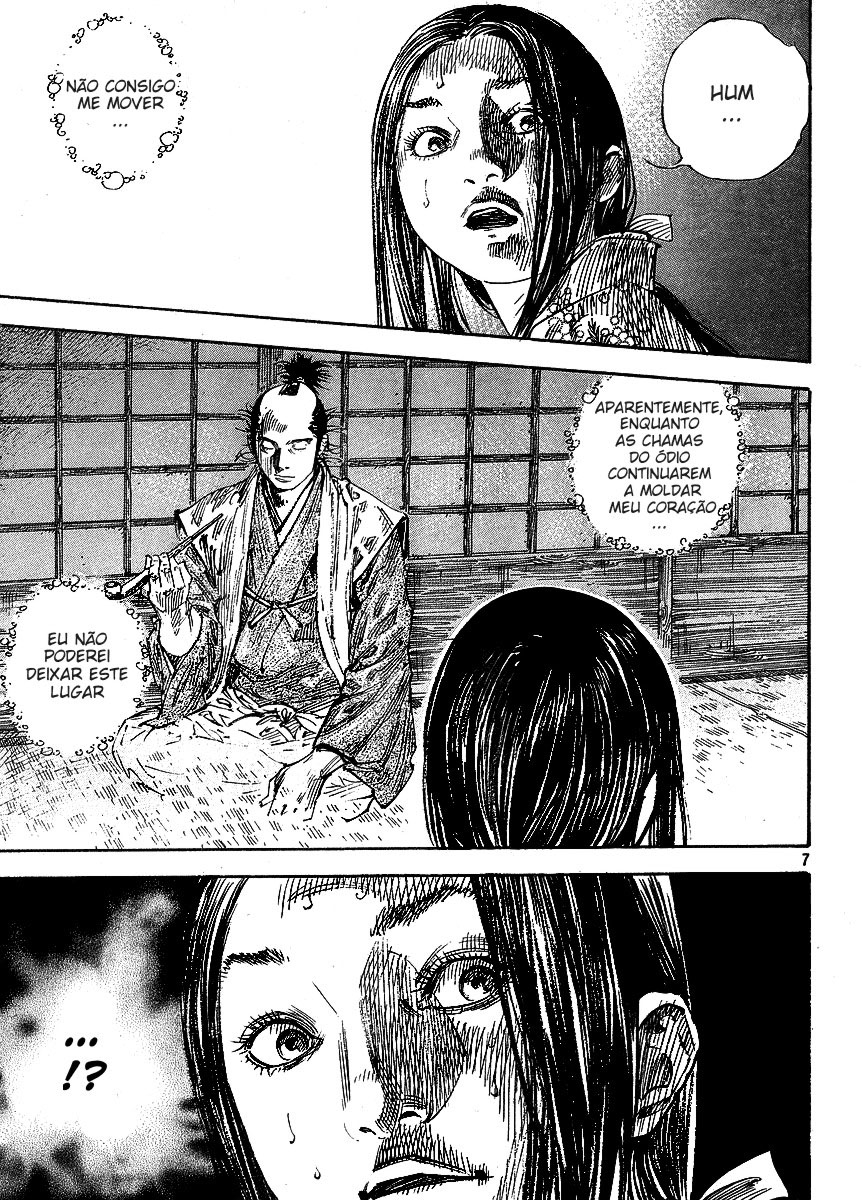 HUM
...
NÃO CONSIGO
ME MOVER
...
APARENTEMENTE,
ENQUANTO
AS CHAMAS
DO ÓDIO
CONTINUAREM
A MOLDAR
MEU CORAÇÃO
...
EU NÃO
PODEREI
DEIXAR ESTE
LUGAR
7
...
!?